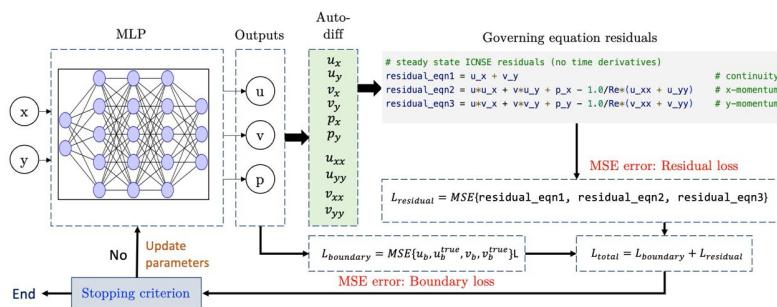 MLP
Outputs
Auto-
diff
Governing equation residuals
x
y
u
v
p
u_x
u_y
v_x
v_y
p_x
p_y
u_xx
u_yy
v_xx
v_yy
# steady state ICNSE residuals (no time derivatives)
residual_eqn1 = u_x + v_y # continuity
residual_eqn2 = u*u_x + v*u_y + p_x - 1.0/Re*(u_xx + u_yy) # x-momentum
residual_eqn3 = u*v_x + v*v_y + p_y - 1.0/Re*(v_xx + v_yy) # y-momentum
MSE error: Residual loss
L_residual = MSE{residual_eqn1, residual_eqn2, residual_eqn3}
No
Update
parameters
L_boundary = MSE{u_b, u_b^true, v_b, v_b^true}L
L_total = L_boundary + L_residual
MSE error: Boundary loss
End
Stopping criterion